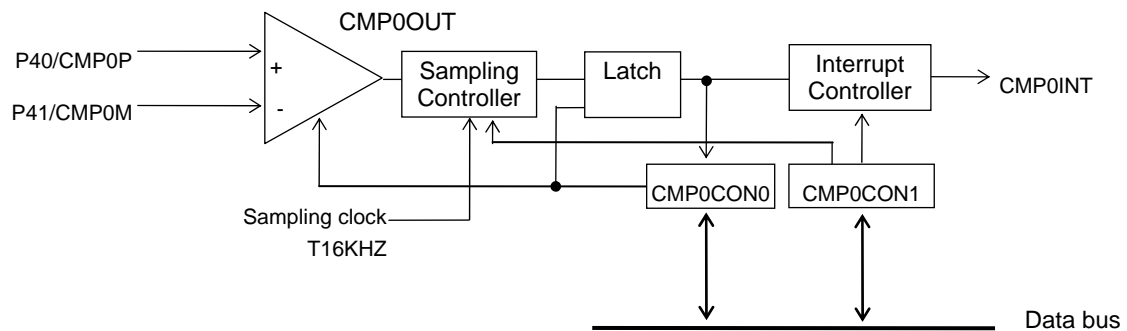 CMP0OUT
P40/CMP0P
+
Sampling
Controller
Latch
Interrupt
Controller
CMP0INT
P41/CMP0M
-
CMP0CON0
CMP0CON1
Sampling clock
T16KHZ
Data bus